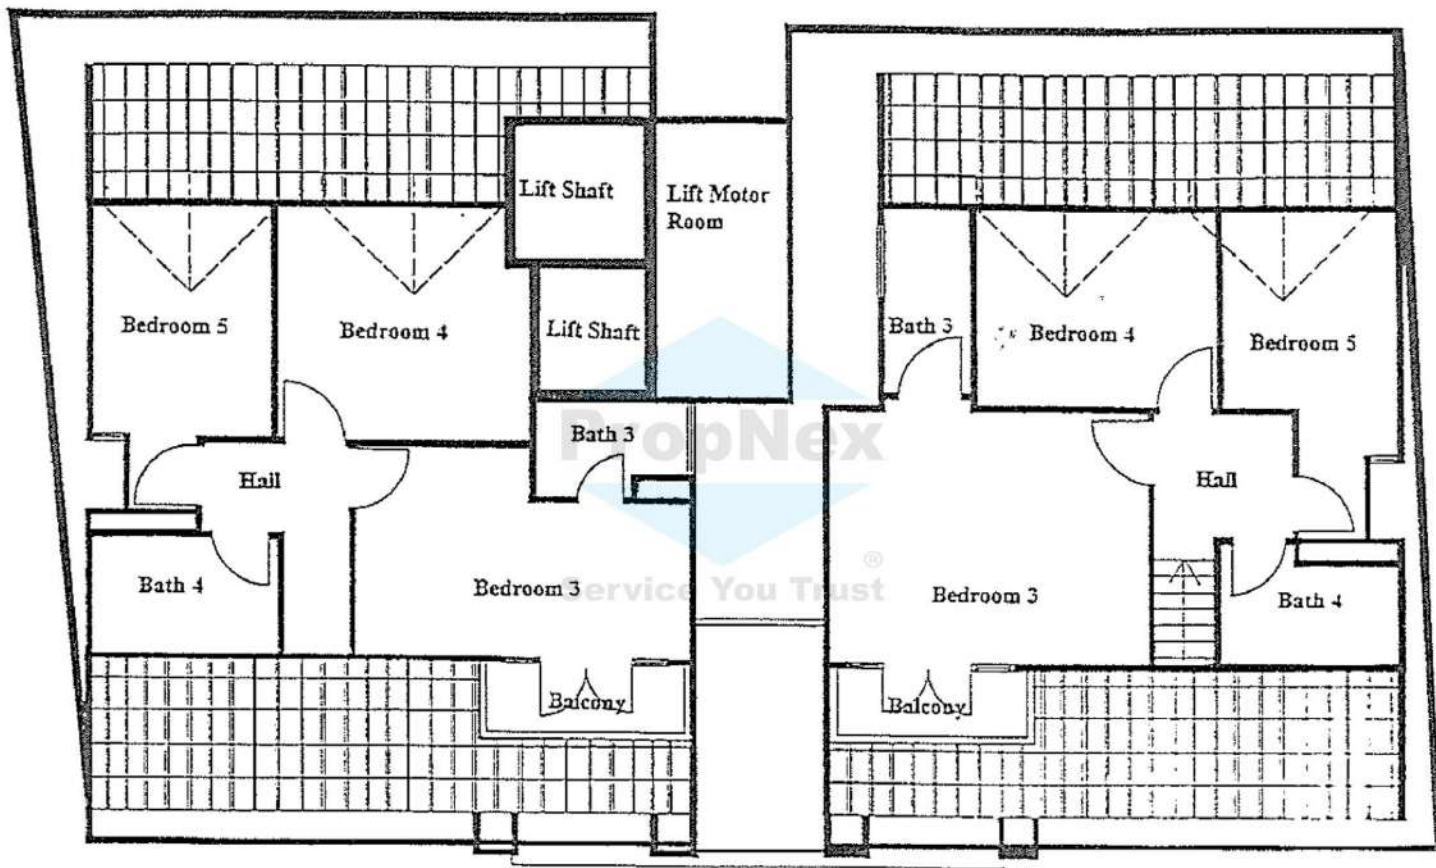 Lift Shaft
Lift Motor
Room
Bedroom 5
Bedroom 4
Lift Shaft
Bath 3
Bedroom 4
Bedroom 5
PropNex
Bath 3
Hall
Hall
Bath 4
Bedroom 3
Service You Trust
®
Bedroom 3
Bath 4
Balcony
Balcony